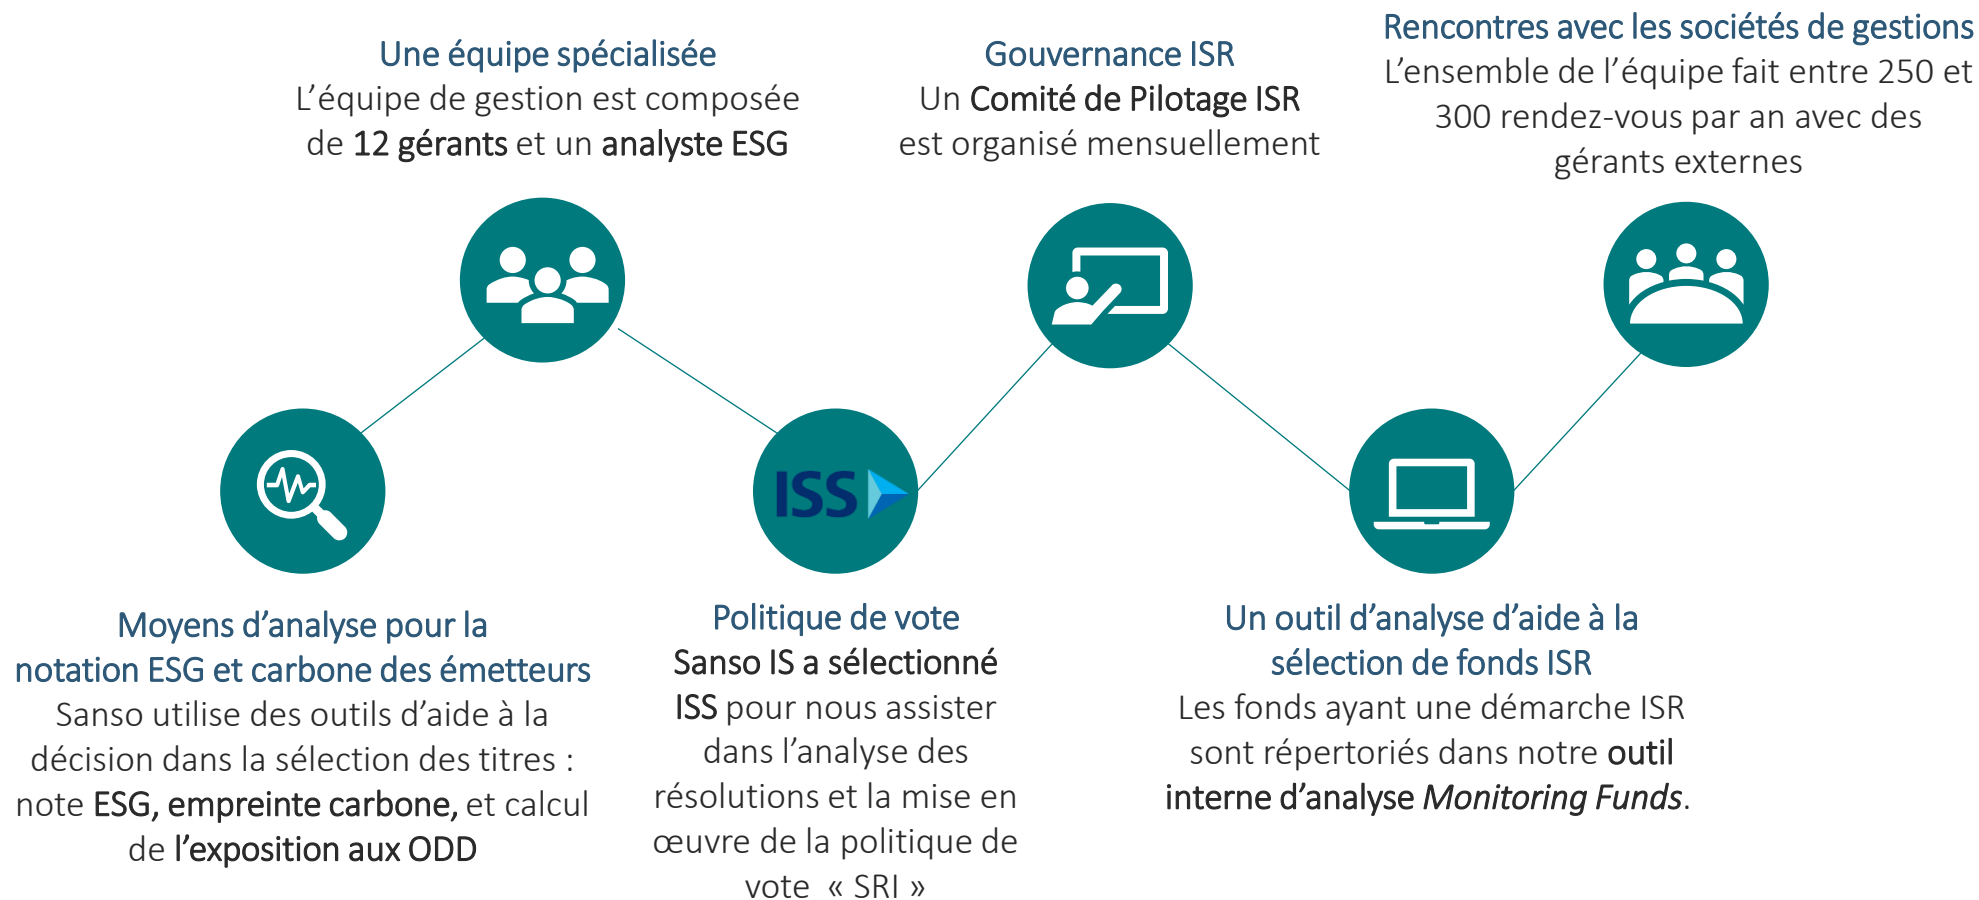 Une équipe spécialisée
L’équipe de gestion est composée
de 12 gérants et un analyste ESG
Gouvernance ISR
Un Comité de Pilotage ISR
est organisé mensuellement
Rencontres avec les sociétés de gestions
L’ensemble de l’équipe fait entre 250 et
300 rendez-vous par an avec des
gérants externes
ISS
Moyens d’analyse pour la
notation ESG et carbone des émetteurs
Sanso utilise des outils d’aide à la
décision dans la sélection des titres :
note ESG, empreinte carbone, et calcul
de l’exposition aux ODD
Politique de vote
Sanso IS a sélectionné
ISS pour nous assister
dans l’analyse des
résolutions et la mise en
œuvre de la politique de
vote « SRI »
Un outil d’analyse d’aide à la
sélection de fonds ISR
Les fonds ayant une démarche ISR
sont répertoriés dans notre outil
interne d’analyse Monitoring Funds.